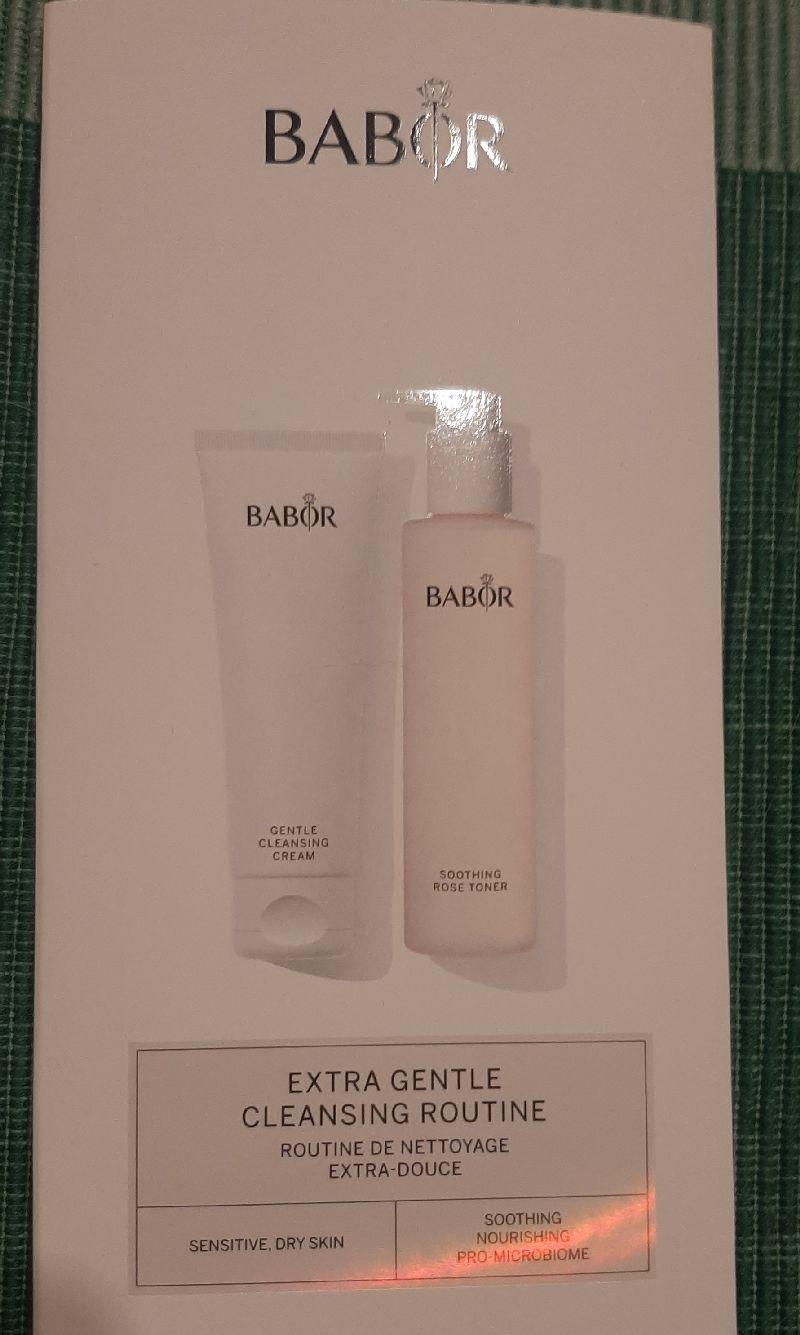 BABOR
BABOR
GENTLE
CLEANSING
CREAM
BABOR
SOOTHING
ROSE TONER
EXTRA GENTLE
CLEANSING ROUTINE
ROUTINE DE NETTOYAGE
EXTRA-DOUCE
SENSITIVE, DRY SKIN
SOOTHING
NOURISHING
PRO-MICROBIOME